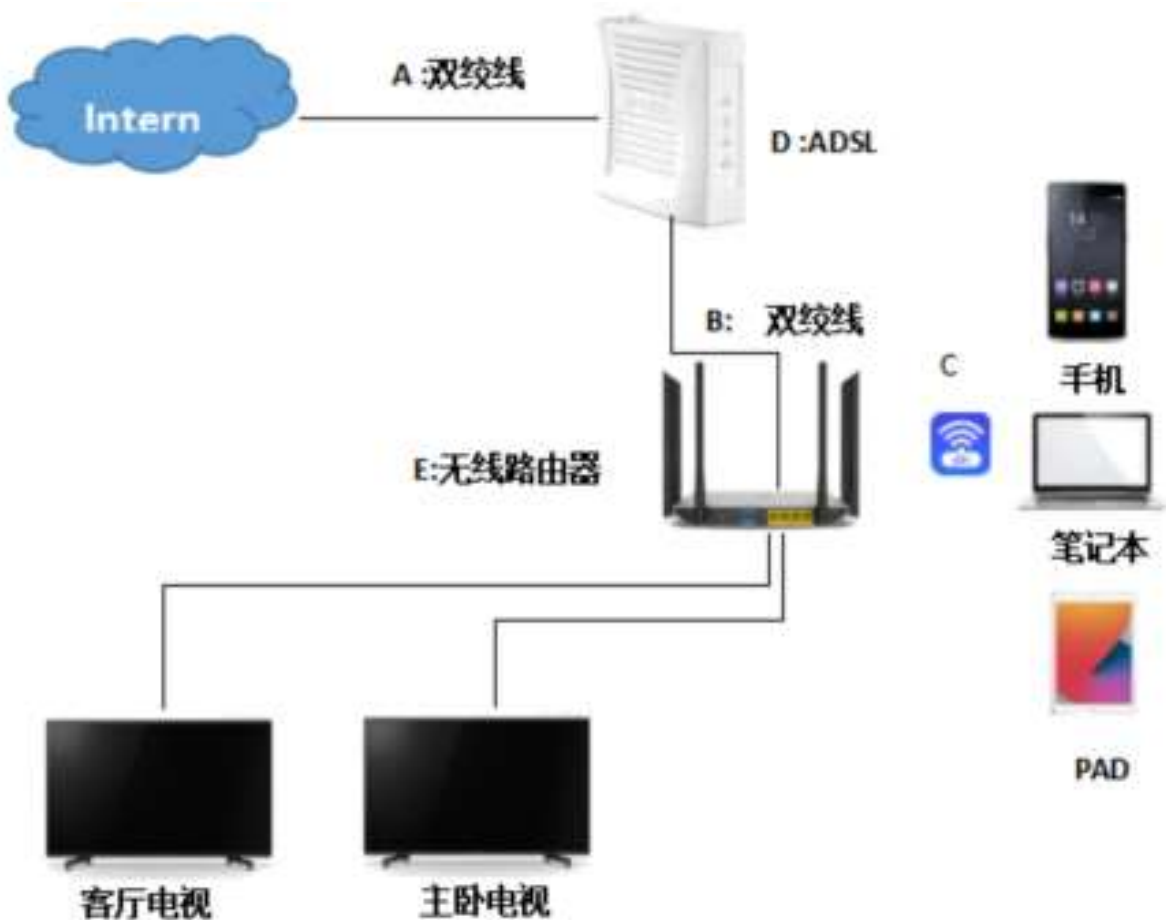 Intern
A :双绞线
D :ADSL
B: 双绞线
C
手机
E:无线路由器
笔记本
PAD
客厅电视
主卧电视